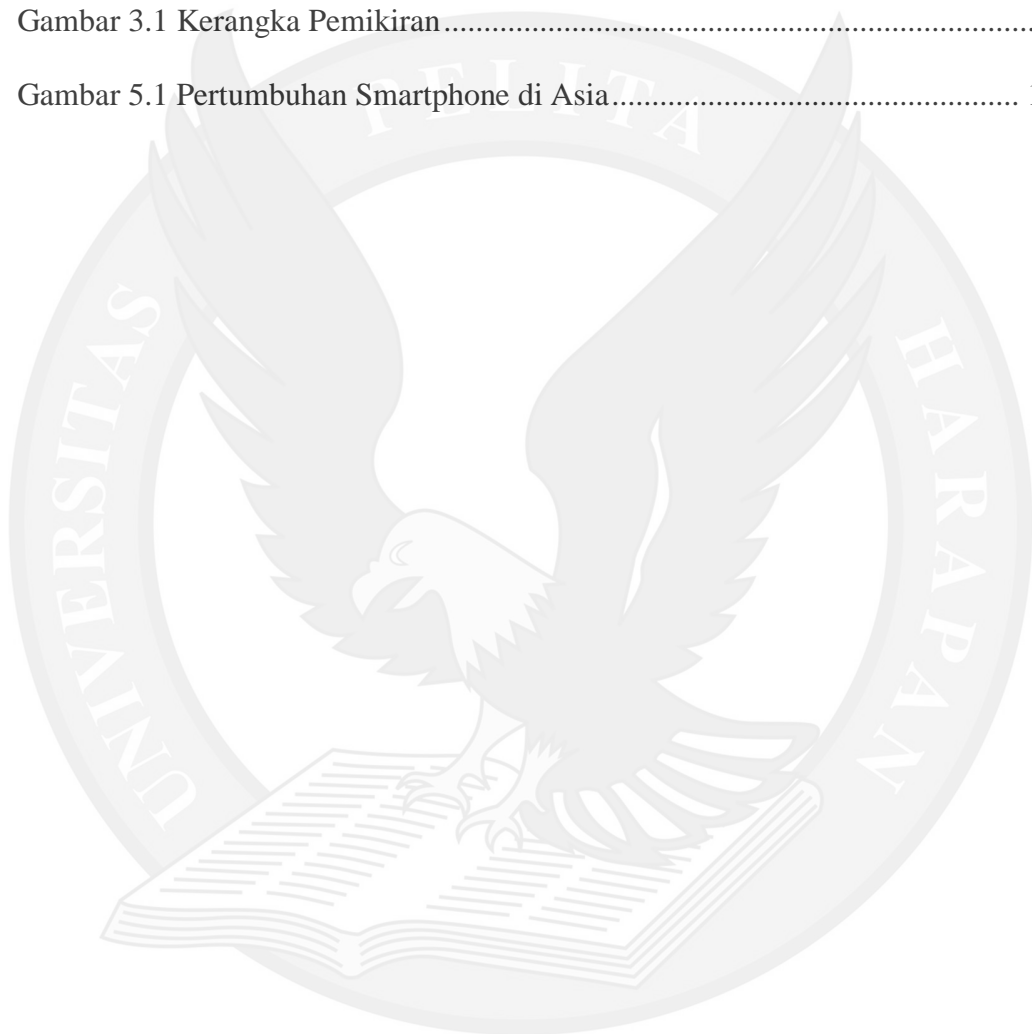 Gambar 3.1 Kerangka Pemikiran..........................................................................
Gambar 5.1 Pertumbuhan Smartphone di Asia...................................................
UNIVERSITAS PELITA HARAPAN